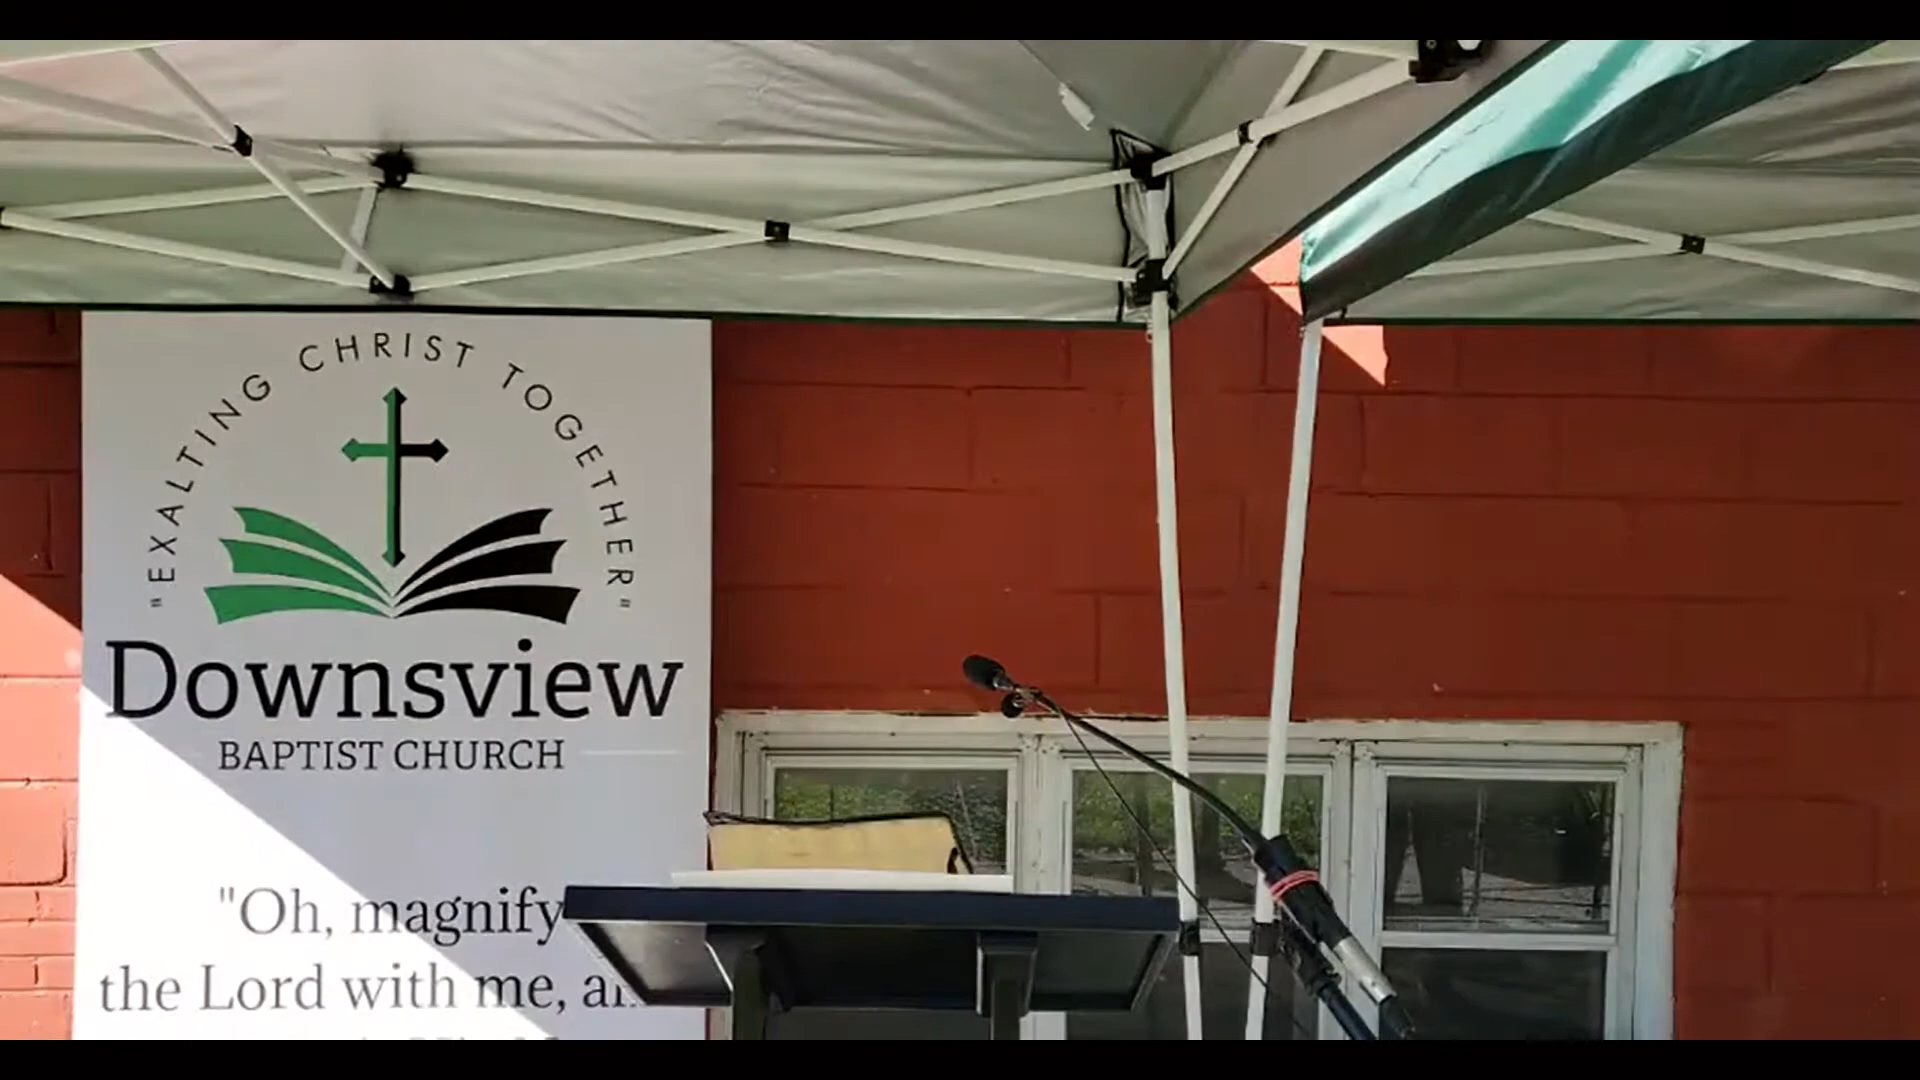 "EXALTING CHRIST TOGETHER"
Downsview
BAPTIST CHURCH
"Oh, magnify
the Lord with me,